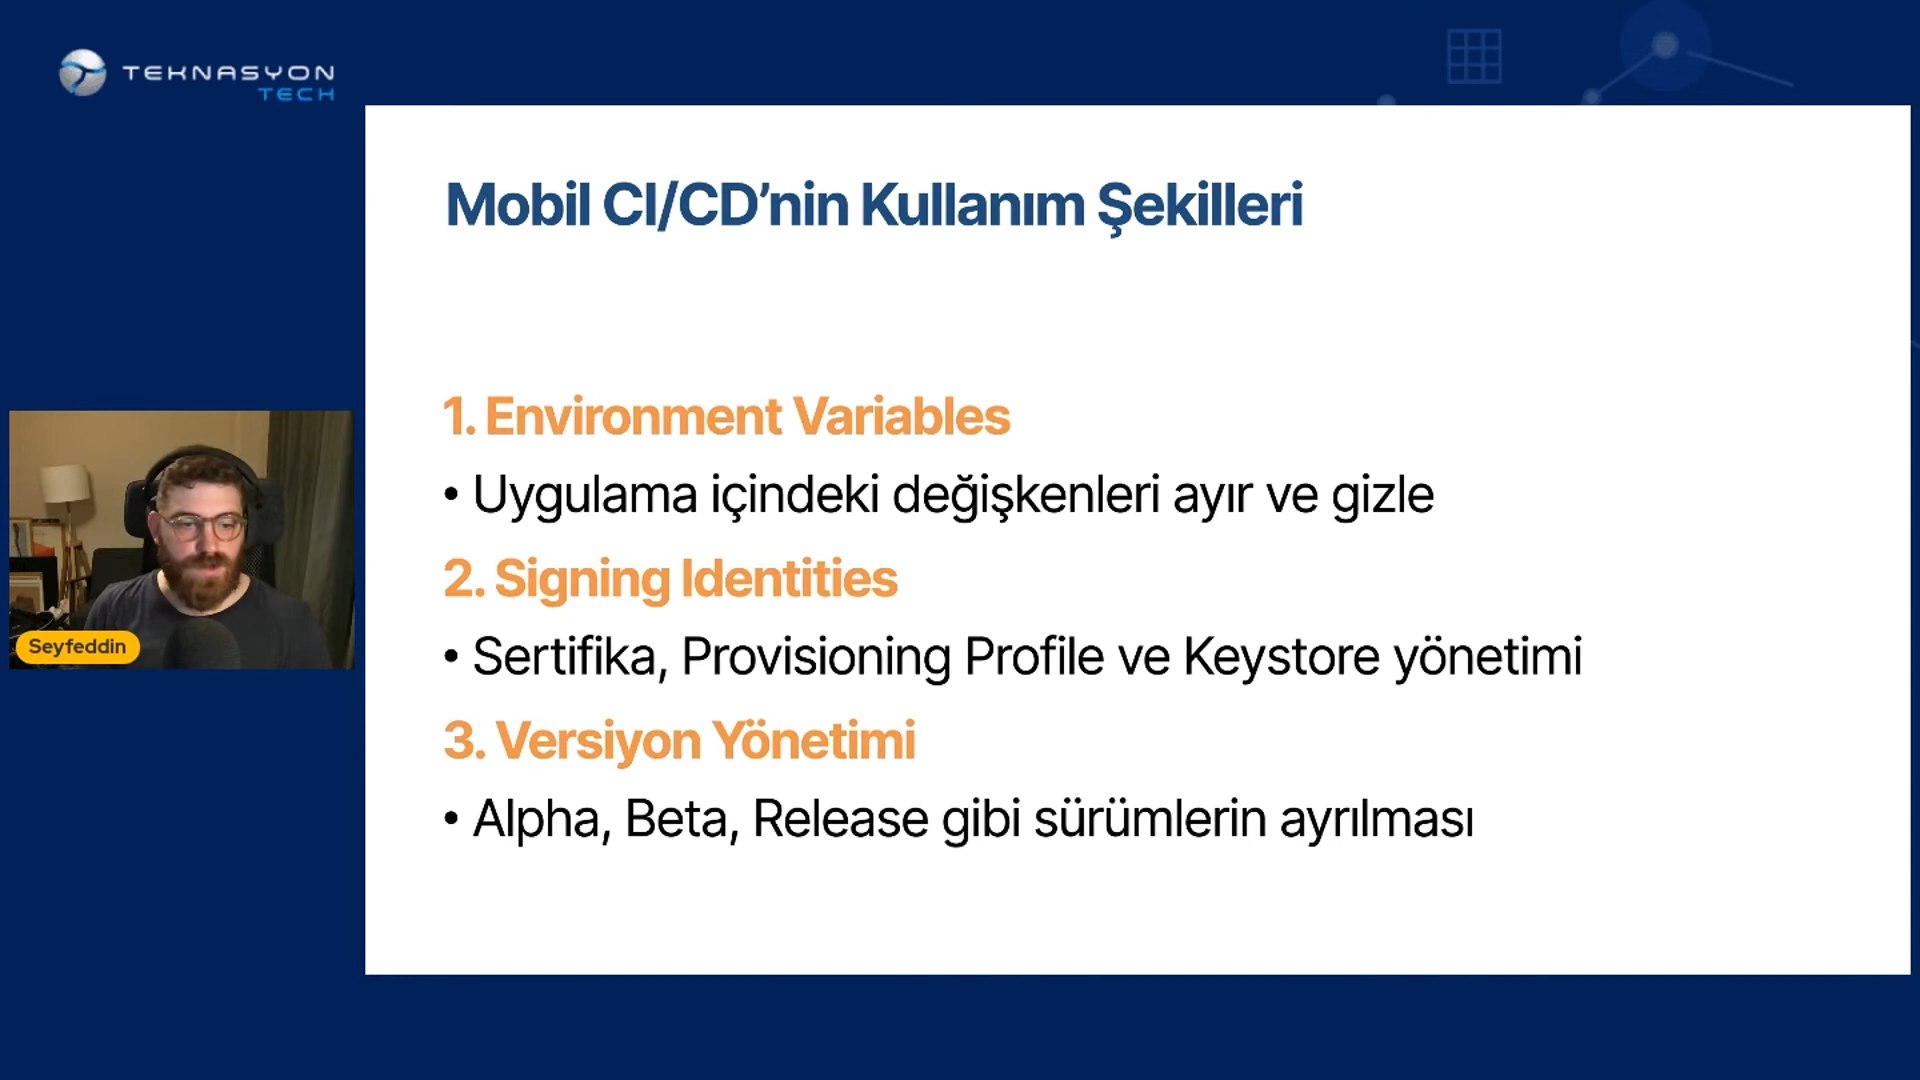 TEKNASYON
TECH
Mobil CI/CD’nin Kullanım Şekilleri
1. Environment Variables
• Uygulama içindeki değişkenleri ayır ve gizle
2. Signing Identities
• Sertifika, Provisioning Profile ve Keystore yönetimi
3. Versiyon Yönetimi
• Alpha, Beta, Release gibi sürümlerin ayrılması
Seyfeddin